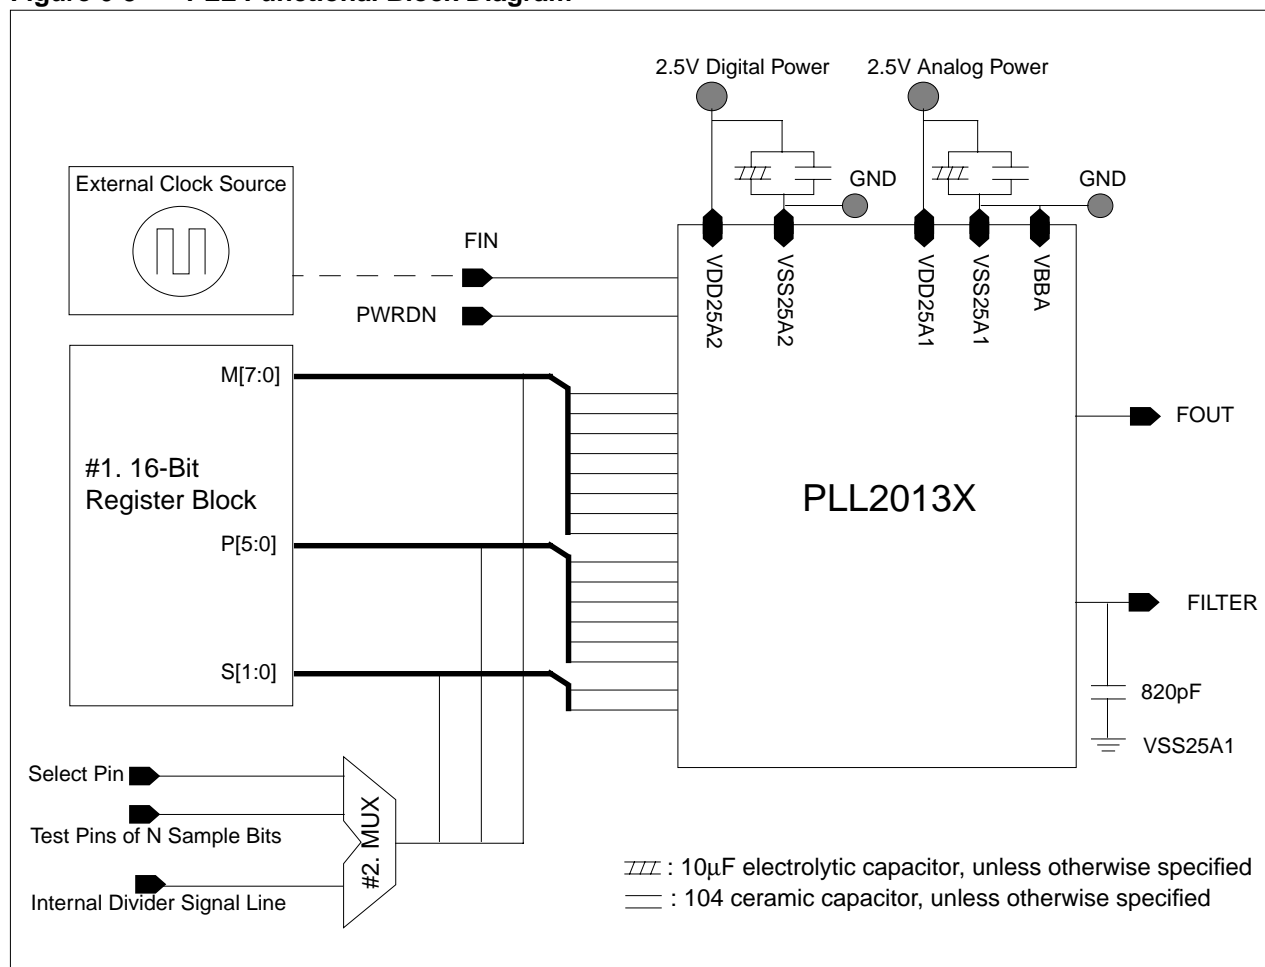 2.5V Digital Power
2.5V Analog Power
External Clock Source
GND
GND
FIN
PWRDN
VDD25A2
VSS25A2
VDD25A1
VSS25A1
VBBA
M[7:0]
#1. 16-Bit
Register Block
P[5:0]
S[1:0]
PLL2013X
FOUT
FILTER
820pF
VSS25A1
Select Pin
Test Pins of N Sample Bits
Internal Divider Signal Line
#2. MUX
: 10μF electrolytic capacitor, unless otherwise specified
: 104 ceramic capacitor, unless otherwise specified